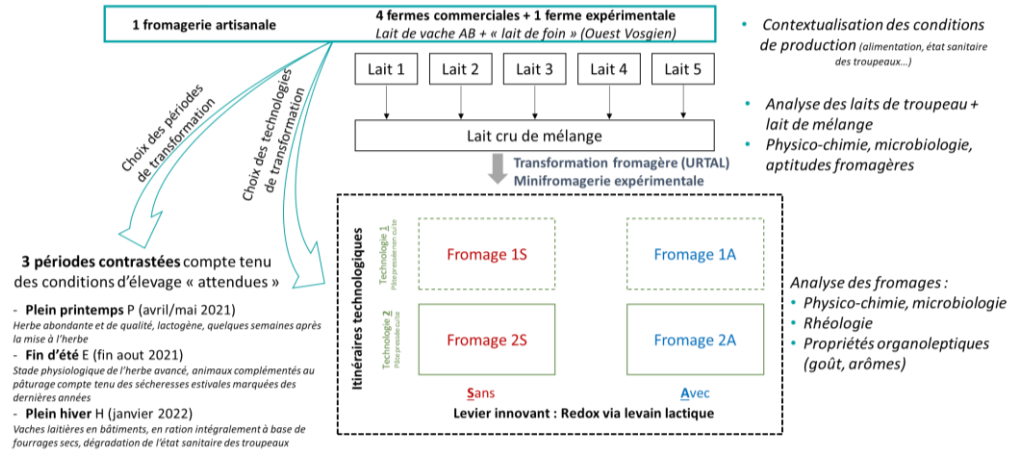 1 fromagerie artisanale
4 fermes commerciales + 1 ferme expérimentale
Lait de vache AB + « lait de foin » (Ouest Vosgien)
Lait 1
Lait 2
Lait 3
Lait 4
Lait 5
Lait cru de mélange
Transformation fromagère (URTAL)
Minifromagerie expérimentale
Choix des périodes
de transformation
Choix des technologies
de transformation
3 périodes contrastées compte tenu
des conditions d'élevage « attendues »
- Plein printemps P (avril/mai 2021)
Herbe abondante et de qualité, lactogène, quelques semaines après
la mise à l'herbe
- Fin d'été E (fin aout 2021)
Stade physiologique de l'herbe avancé, animaux complémentés au
pâturage compte tenu des sécheresses estivales marquées des
dernières années
- Plein hiver H (janvier 2022)
Vaches laitières en bâtiments, en ration intégralement à base de
fourrages secs, dégradation de l'état sanitaire des troupeaux
Itinéraires technologiques
Technologie 1
Pâte pressée non cuite
Fromage 1S
Fromage 1A
Technologie 2
Pâte pressée cuite
Fromage 2S
Fromage 2A
Sans
Avec
Levier innovant : Redox via levain lactique
• Contextualisation des conditions
de production (alimentation, état sanitaire
des troupeaux...)
• Analyse des laits de troupeau +
lait de mélange
• Physico-chimie, microbiologie,
aptitudes fromagères
Analyse des fromages :
• Physico-chimie, microbiologie
• Rhéologie
• Propriétés organoleptiques
(goût, arômes)